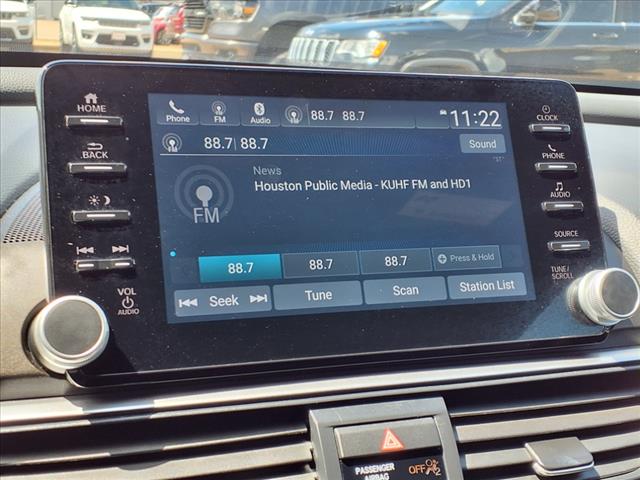 HOME
BACK
VOL
AUDIO
Phone
FM
Audio
88.7 88.7
11:22
88.7 88.7
Sound
"ST"
News
Houston Public Media - KUHF FM and HD1
FM
88.7
88.7
88.7
Press & Hold
Seek
Tune
Scan
Station List
CLOCK
PHONE
AUDIO
SOURCE
TUNE/
SCROLL
PASSENGER
AIRBAG
OFF